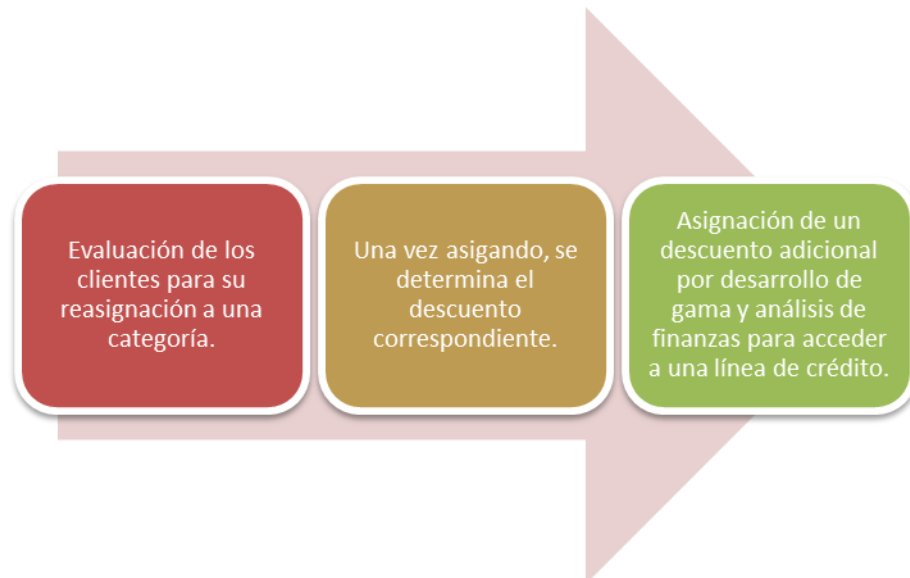 Evaluación de los
clientes para su
reasignación a una
categoría.
Una vez asigando, se
determina el
descuento
correspondiente.
Asignación de un
descuento adicional
por desarrollo de
gama y análisis de
finanzas para acceder
a una línea de crédito.